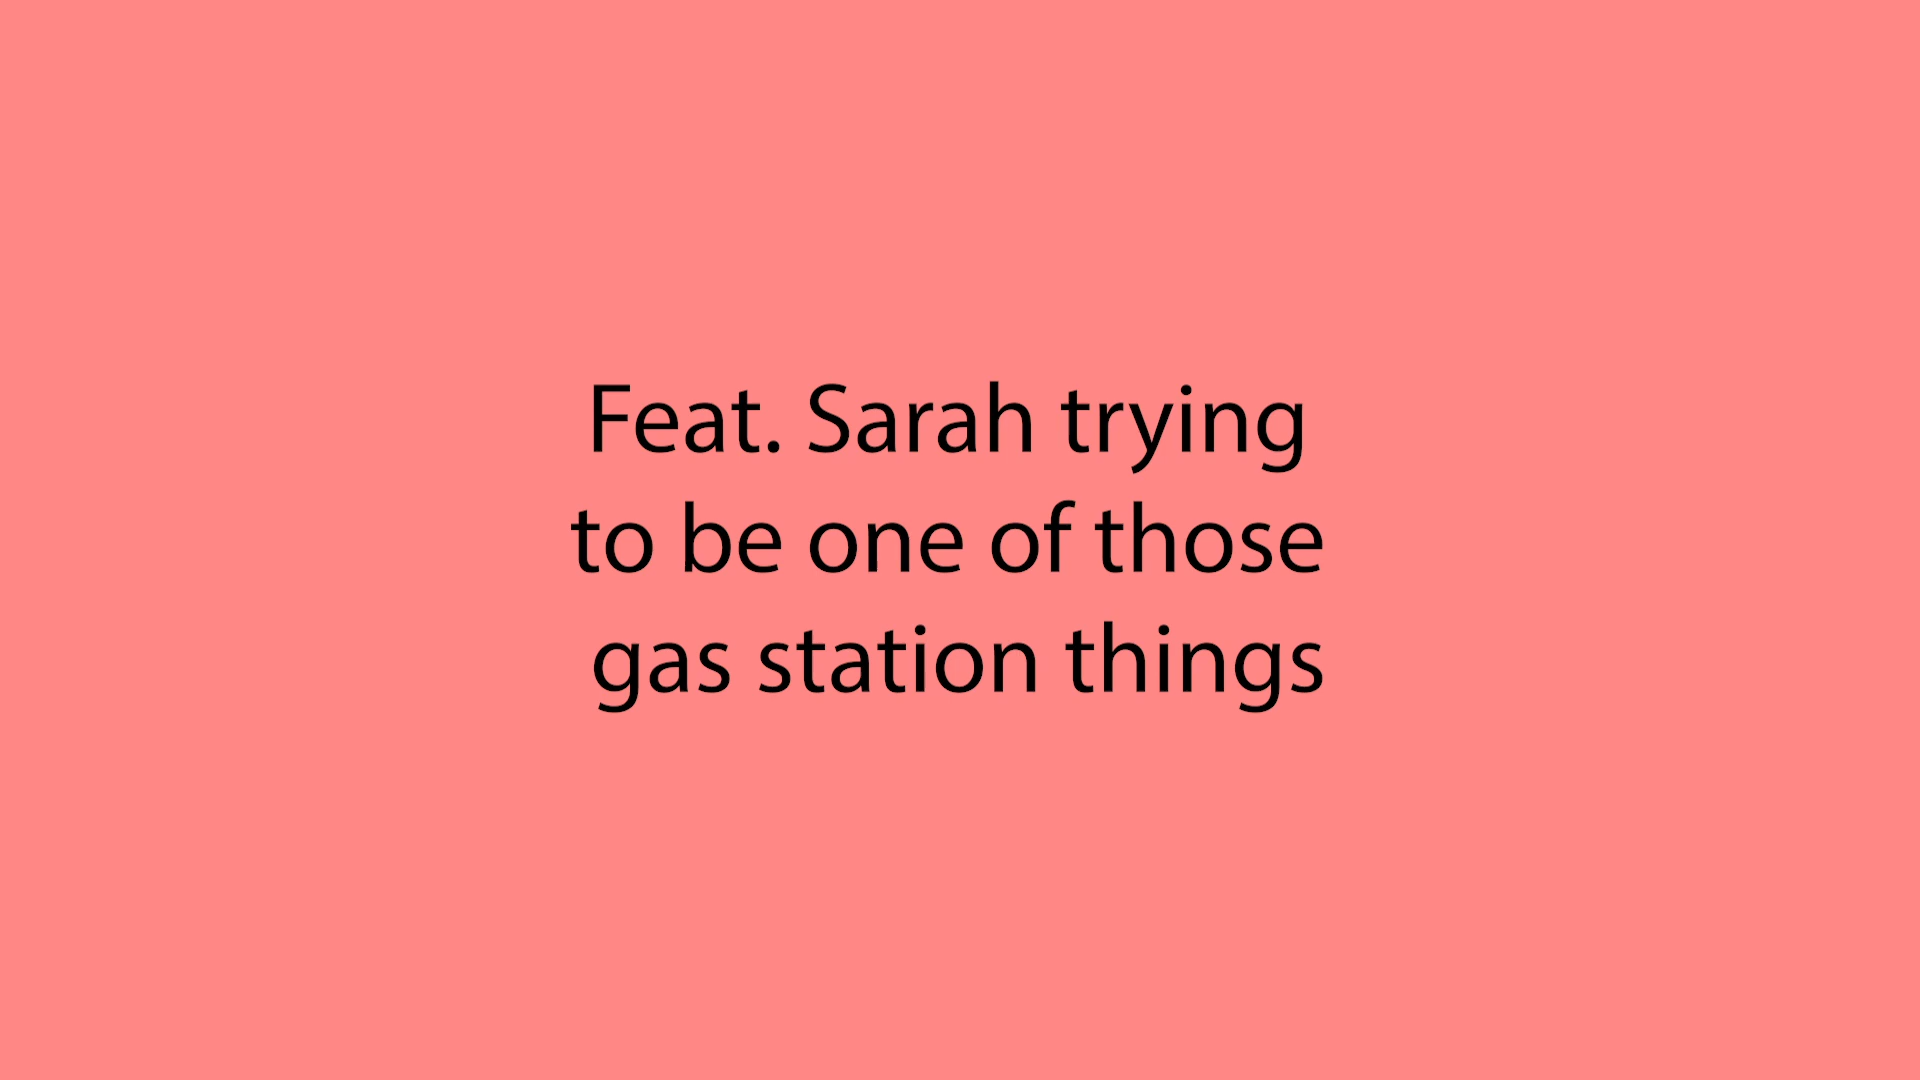 Feat. Sarah trying
to be one of those
gas station things